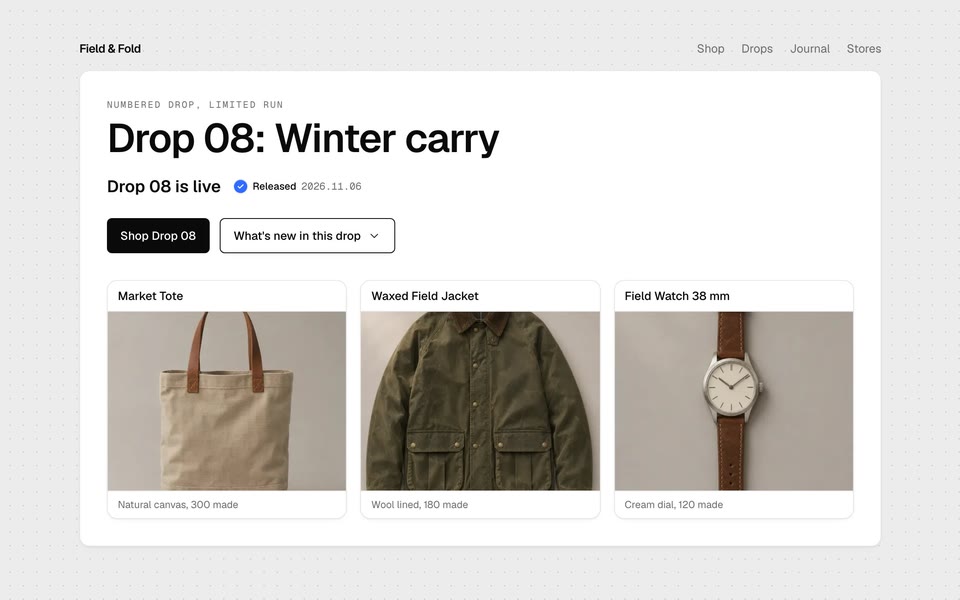 Field & Fold
Shop Drops Journal Stores
NUMBERED DROP, LIMITED RUN
Drop 08: Winter carry
Drop 08 is live
Released 2026.11.06
Shop Drop 08
What's new in this drop
Market Tote
Natural canvas, 300 made
Waxed Field Jacket
Wool lined, 180 made
Field Watch 38 mm
Cream dial, 120 made